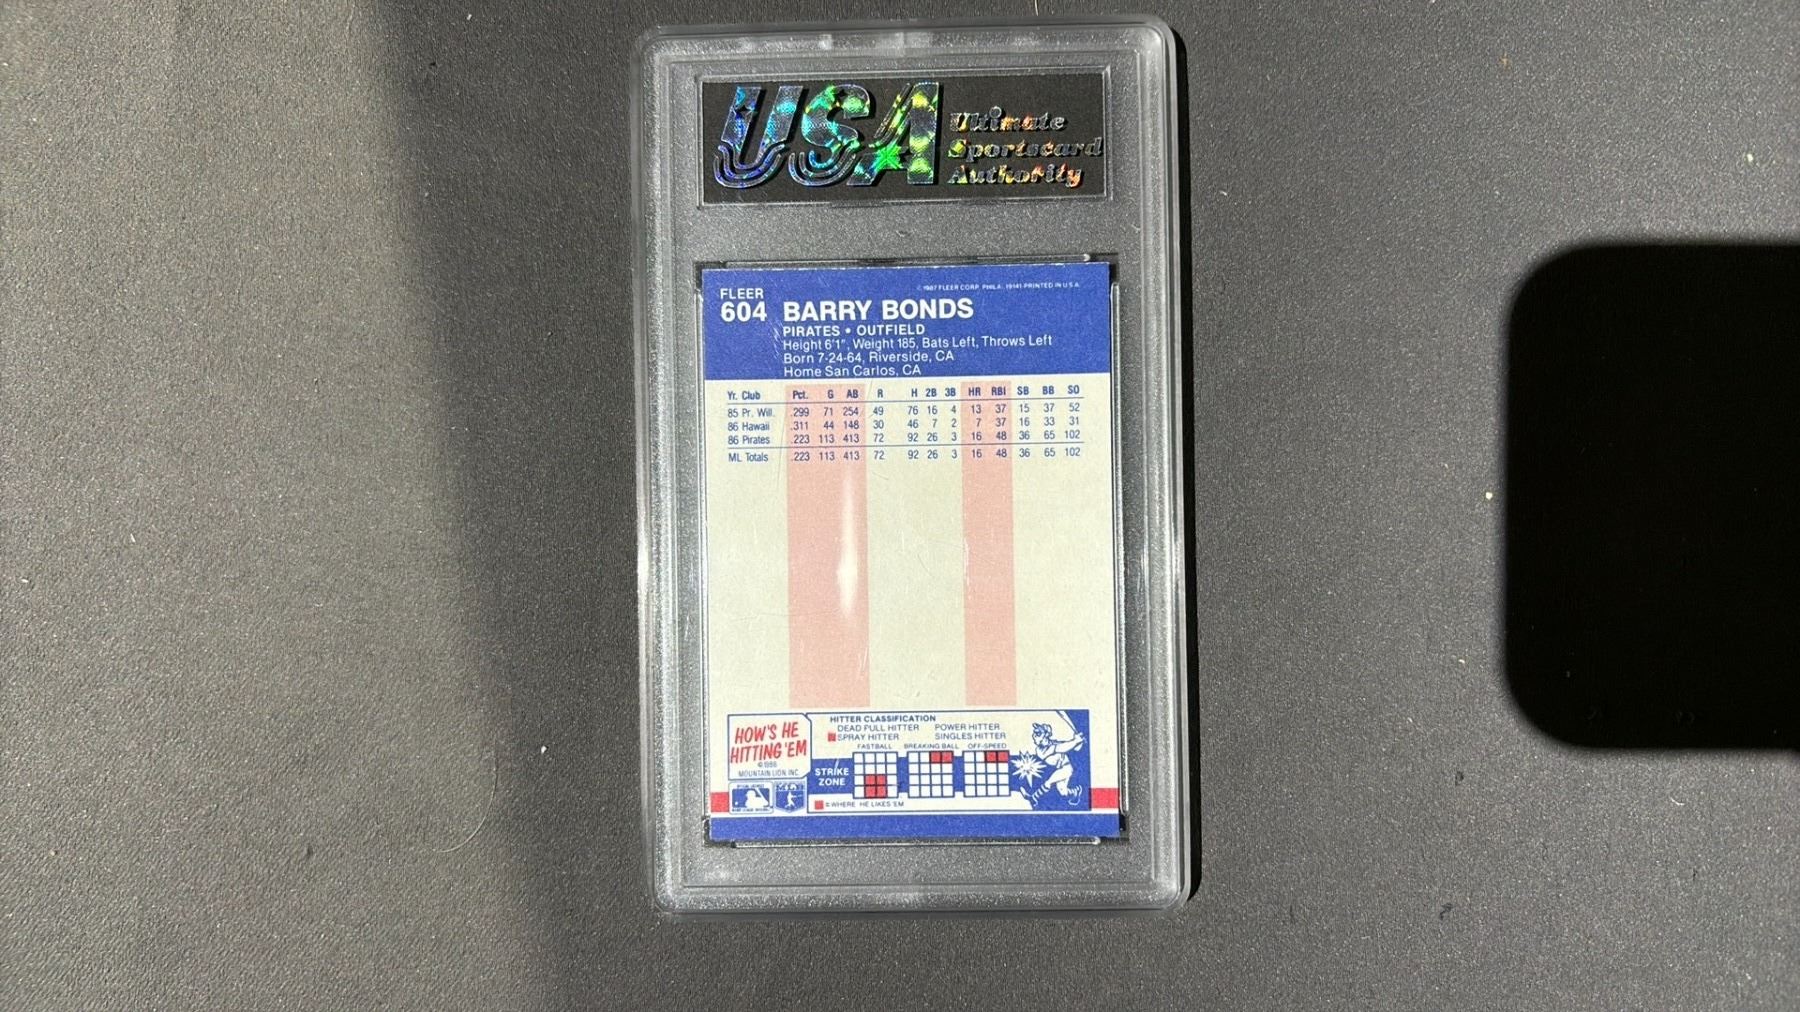 USA
Ultimate
Sportscard
Authority
© 1987 FLEER CORP. PHILA. 19141-PRINTED IN U.S.A.
FLEER
604 BARRY BONDS
PIRATES • OUTFIELD
Height 6'1", Weight 185, Bats Left, Throws Left
Born 7-24-64, Riverside, CA
Home San Carlos, CA
Yr. Club Pct. G AB R H 2B 3B HR RBI SB BB SO
85 Pr. Will. .299 71 254 49 76 16 4 13 37 15 37 52
86 Hawaii .311 44 148 30 46 7 2 7 37 16 33 31
86 Pirates .223 113 413 72 92 26 3 16 48 36 65 102
ML Totals .223 113 413 72 92 26 3 16 48 36 65 102
HOW'S HE
HITTING 'EM
© 1986
MOUNTAIN LION, INC.
HITTER CLASSIFICATION
DEAD PULL HITTER POWER HITTER
SPRAY HITTER SINGLES HITTER
FASTBALL BREAKING BALL OFF-SPEED
STRIKE
ZONE
= WHERE HE LIKES 'EM